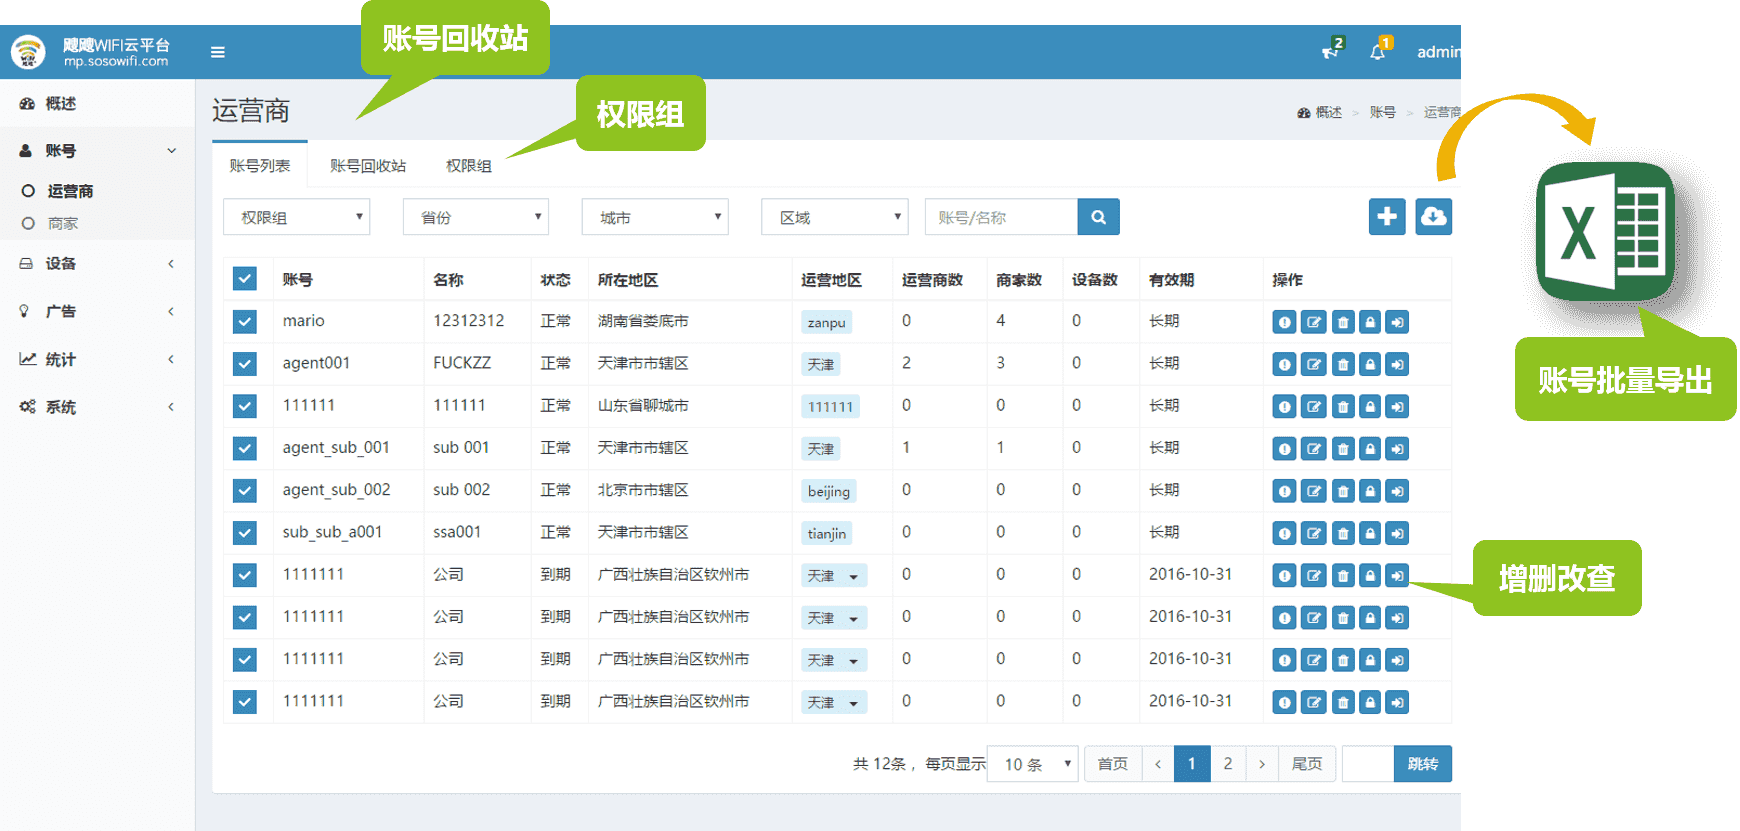 账号回收站
飕飕WIFI云平台
mp.sosowifi.com
2
1
admin
概述
账号
运营商
商家
设备
广告
统计
系统
运营商
权限组
概述 > 账号 > 运营商
账号列表 账号回收站 权限组
权限组 省份 城市 区域 账号/名称
账号 名称 状态 所在地区 运营地区 运营商数 商家数 设备数 有效期 操作
mario 12312312 正常 湖南省娄底市 zanpu 0 4 0 长期
agent001 FUCKZZ 正常 天津市市辖区 天津 2 3 0 长期
111111 111111 正常 山东省聊城市 111111 0 0 0 长期
agent_sub_001 sub 001 正常 天津市市辖区 天津 1 1 0 长期
agent_sub_002 sub 002 正常 北京市市辖区 beijing 0 0 0 长期
sub_sub_a001 ssa001 正常 天津市市辖区 tianjin 0 0 0 长期
1111111 公司 到期 广西壮族自治区钦州市 天津 0 0 0 2016-10-31
1111111 公司 到期 广西壮族自治区钦州市 天津 0 0 0 2016-10-31
1111111 公司 到期 广西壮族自治区钦州市 天津 0 0 0 2016-10-31
1111111 公司 到期 广西壮族自治区钦州市 天津 0 0 0 2016-10-31
共 12条 , 每页显示 10 条 首页 < 1 2 > 尾页 跳转
X
账号批量导出
增删改查